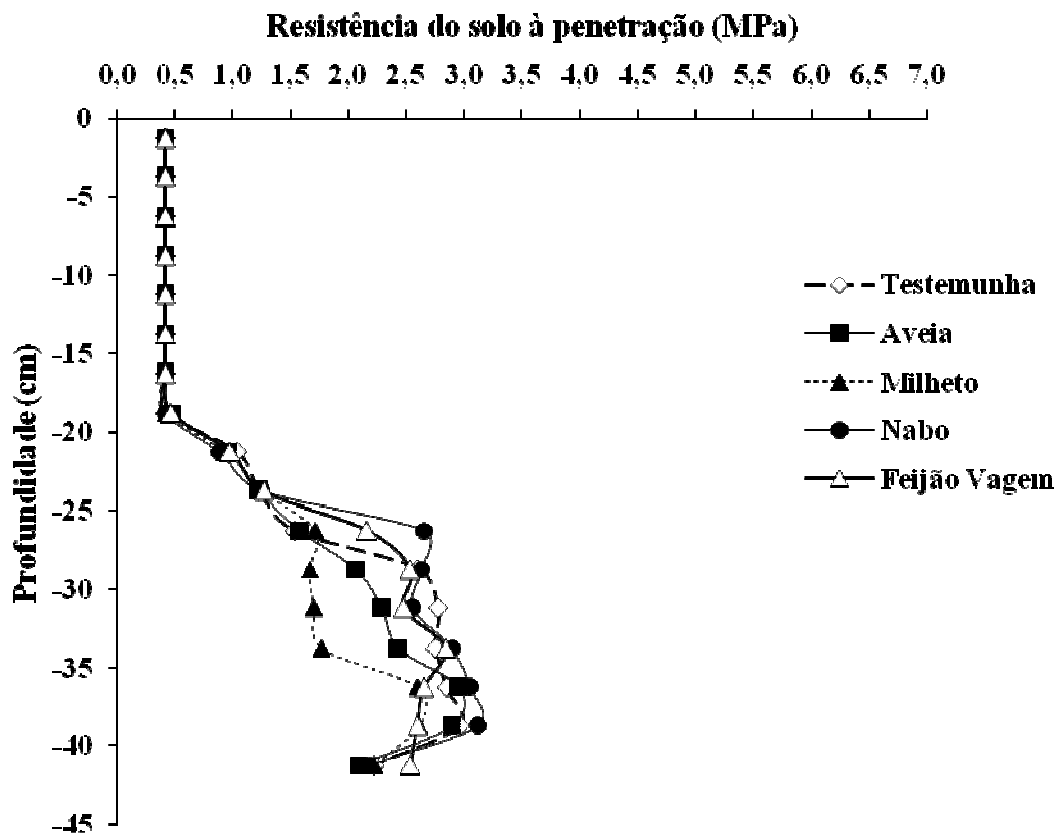 Resistência do solo à penetração (MPa)
0,0 0,5 1,0 1,5 2,0 2,5 3,0 3,5 4,0 4,5 5,0 5,5 6,0 6,5 7,0
0
-5
-10
-15
-20
-25
-30
-35
-40
-45
Profundidade (cm)
Testemunha
Aveia
Milheto
Nabo
Feijão Vagem